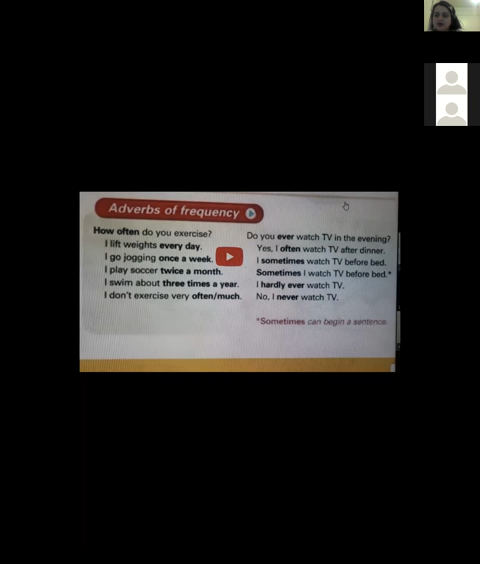 Adverbs of frequency
How often do you exercise?
I lift weights every day.
I go jogging once a week.
I play soccer twice a month.
I swim about three times a year.
I don't exercise very often/much.
Do you ever watch TV in the evening?
Yes, I often watch TV after dinner.
I sometimes watch TV before bed.
Sometimes I watch TV before bed.*
I hardly ever watch TV.
No, I never watch TV.
*Sometimes can begin a sentence.